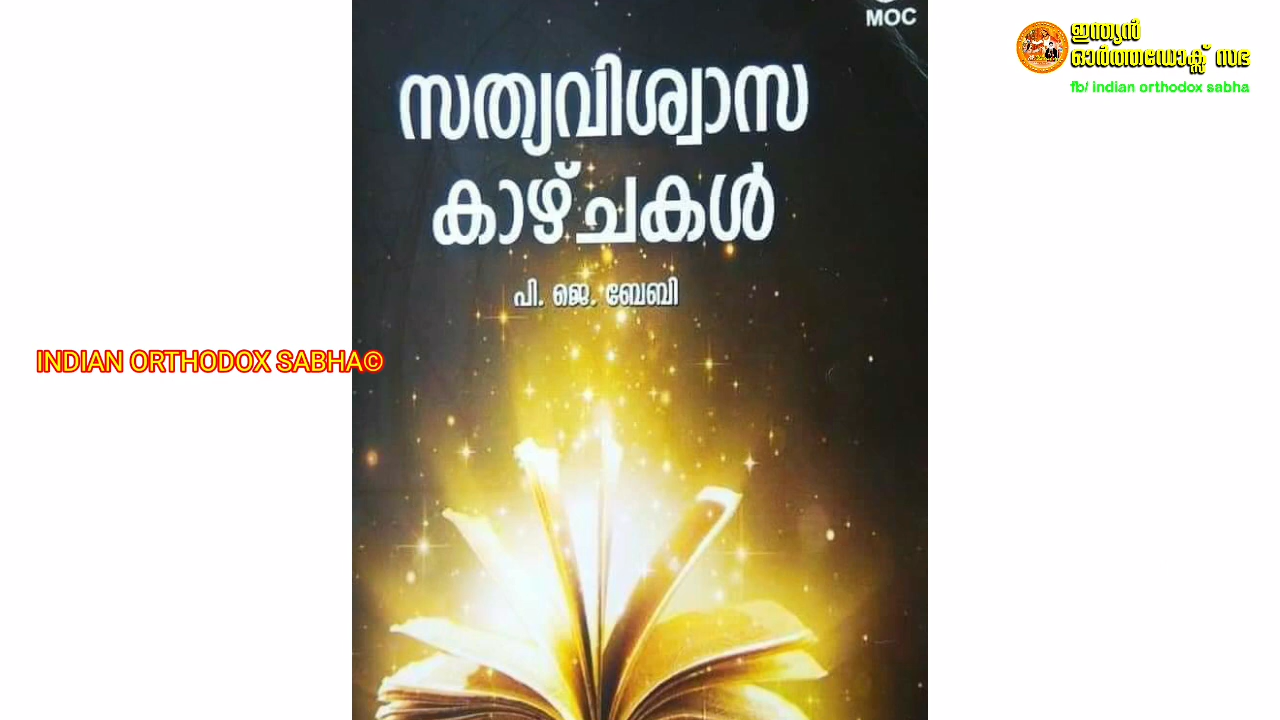 MOC
സത്യവിശ്വാസ
കാഴ്ചകൾ
പി. ജെ. ബേബി
ഇന്ത്യൻ
ഓർത്തഡോക്സ് സഭ
fb/ indian orthodox sabha
INDIAN ORTHODOX SABHA©